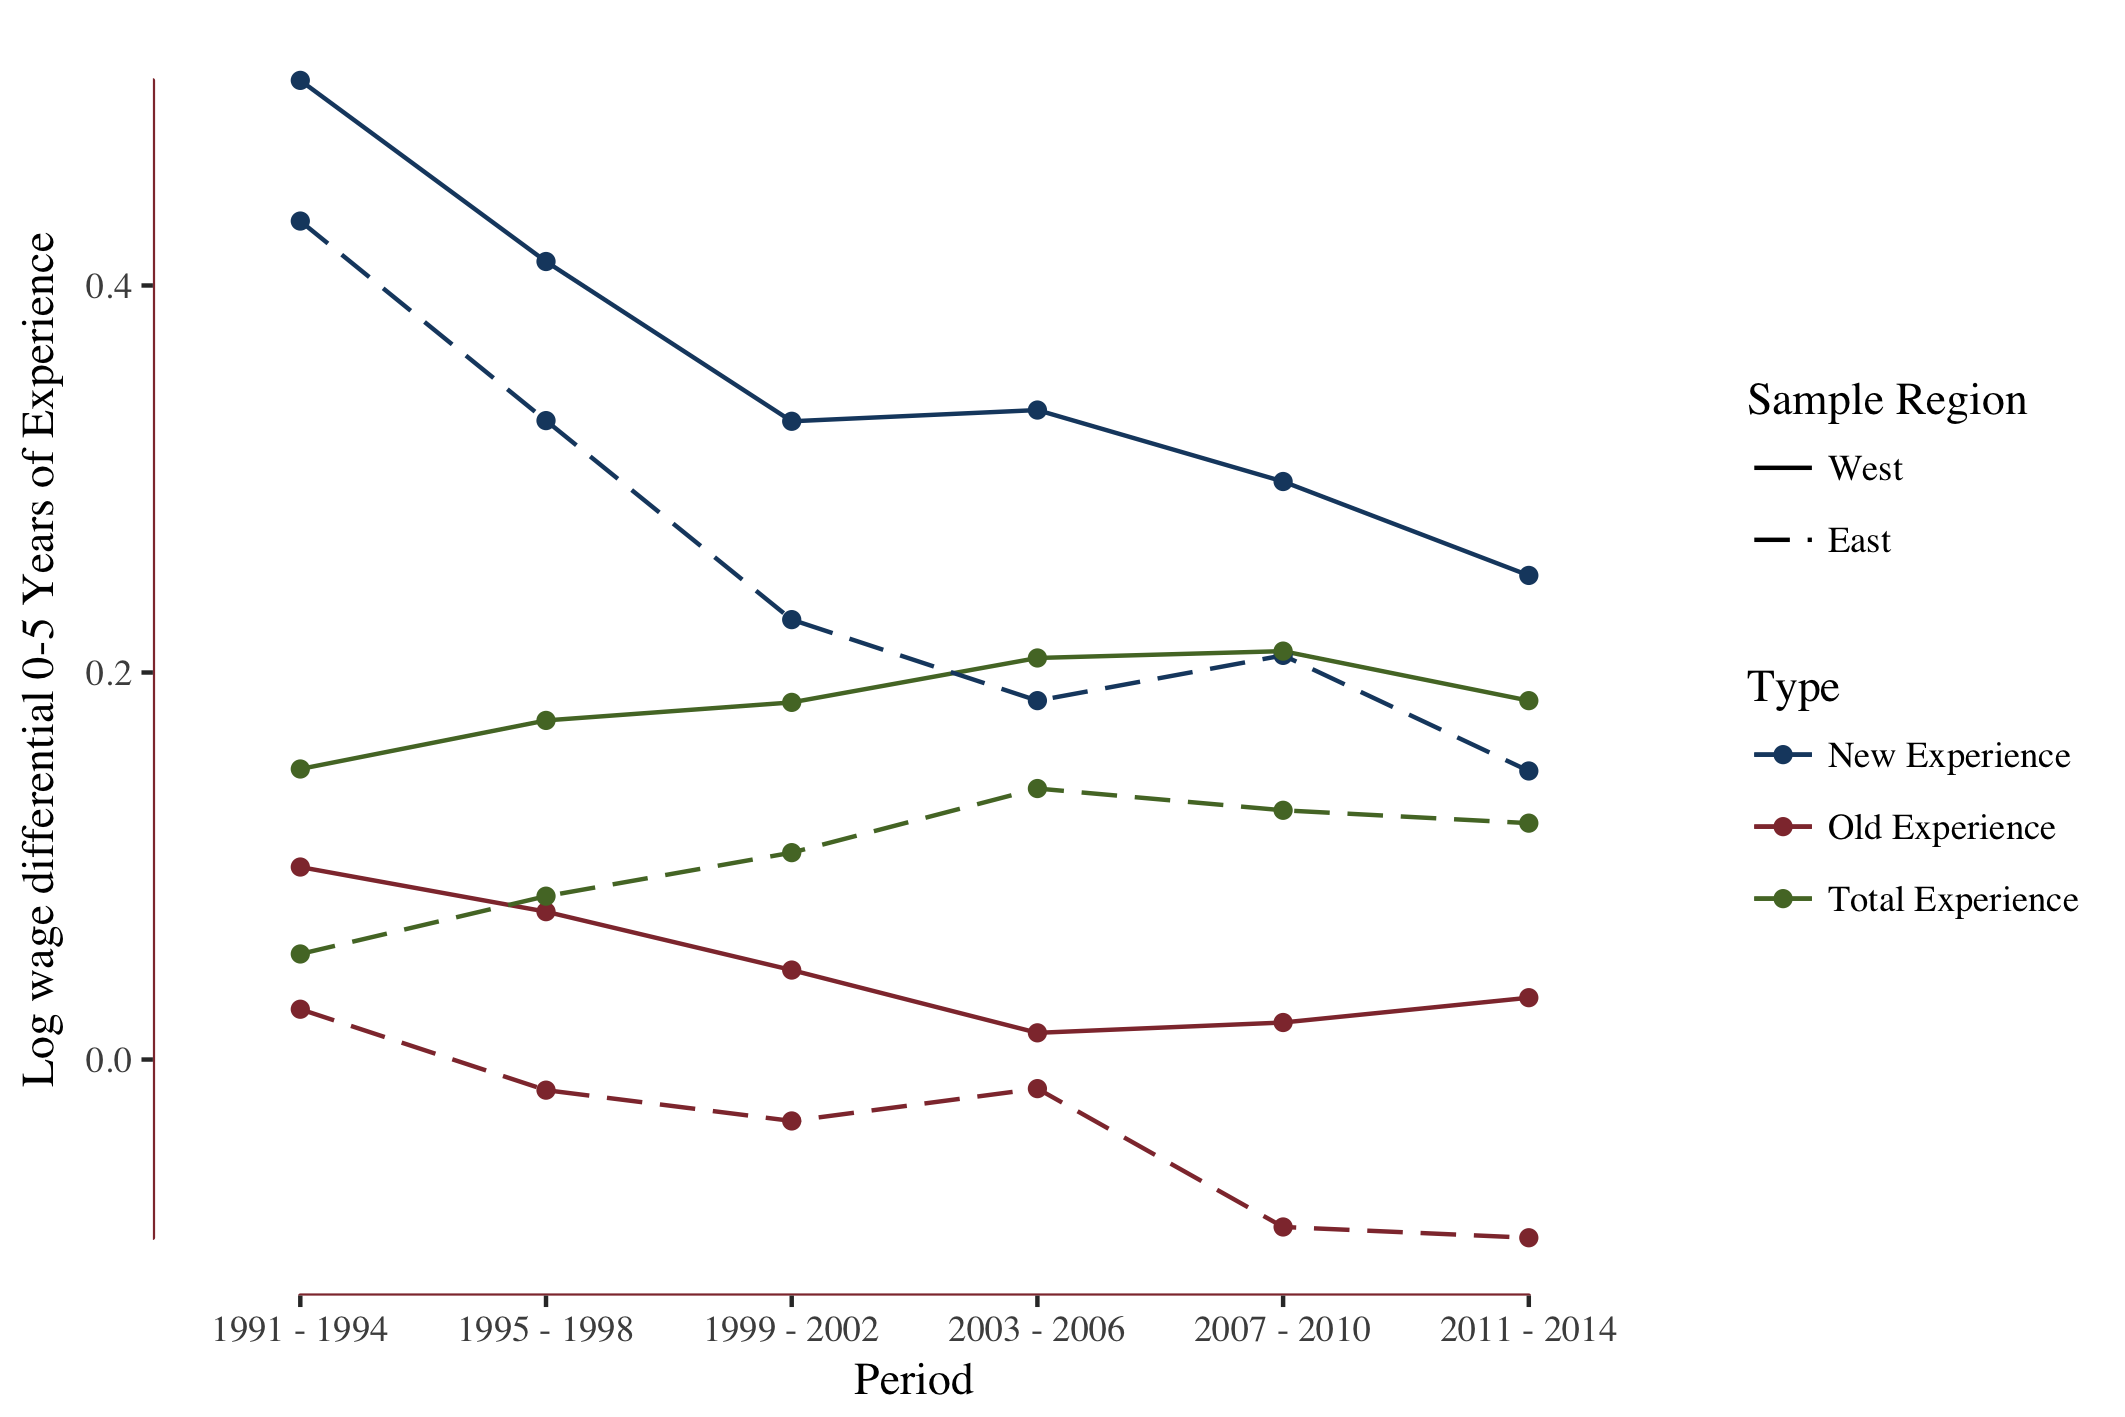 Log wage differential 0-5 Years of Experience
0.4
0.2
0.0
1991 - 1994
1995 - 1998
1999 - 2002
2003 - 2006
2007 - 2010
2011 - 2014
Period
Sample Region
West
East
Type
New Experience
Old Experience
Total Experience